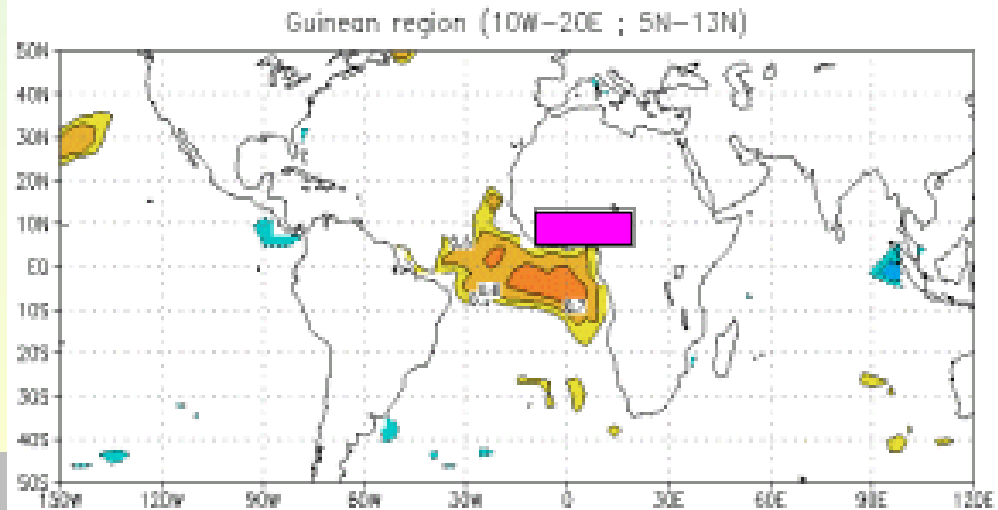 Guinean region (10W-20E ; 5N-13N)
50N
40N
30N
20N
10N
EQ
10S
20S
30S
40S
50S
150W 120W 90W 60W 30W 0 30E 60E 90E 120E